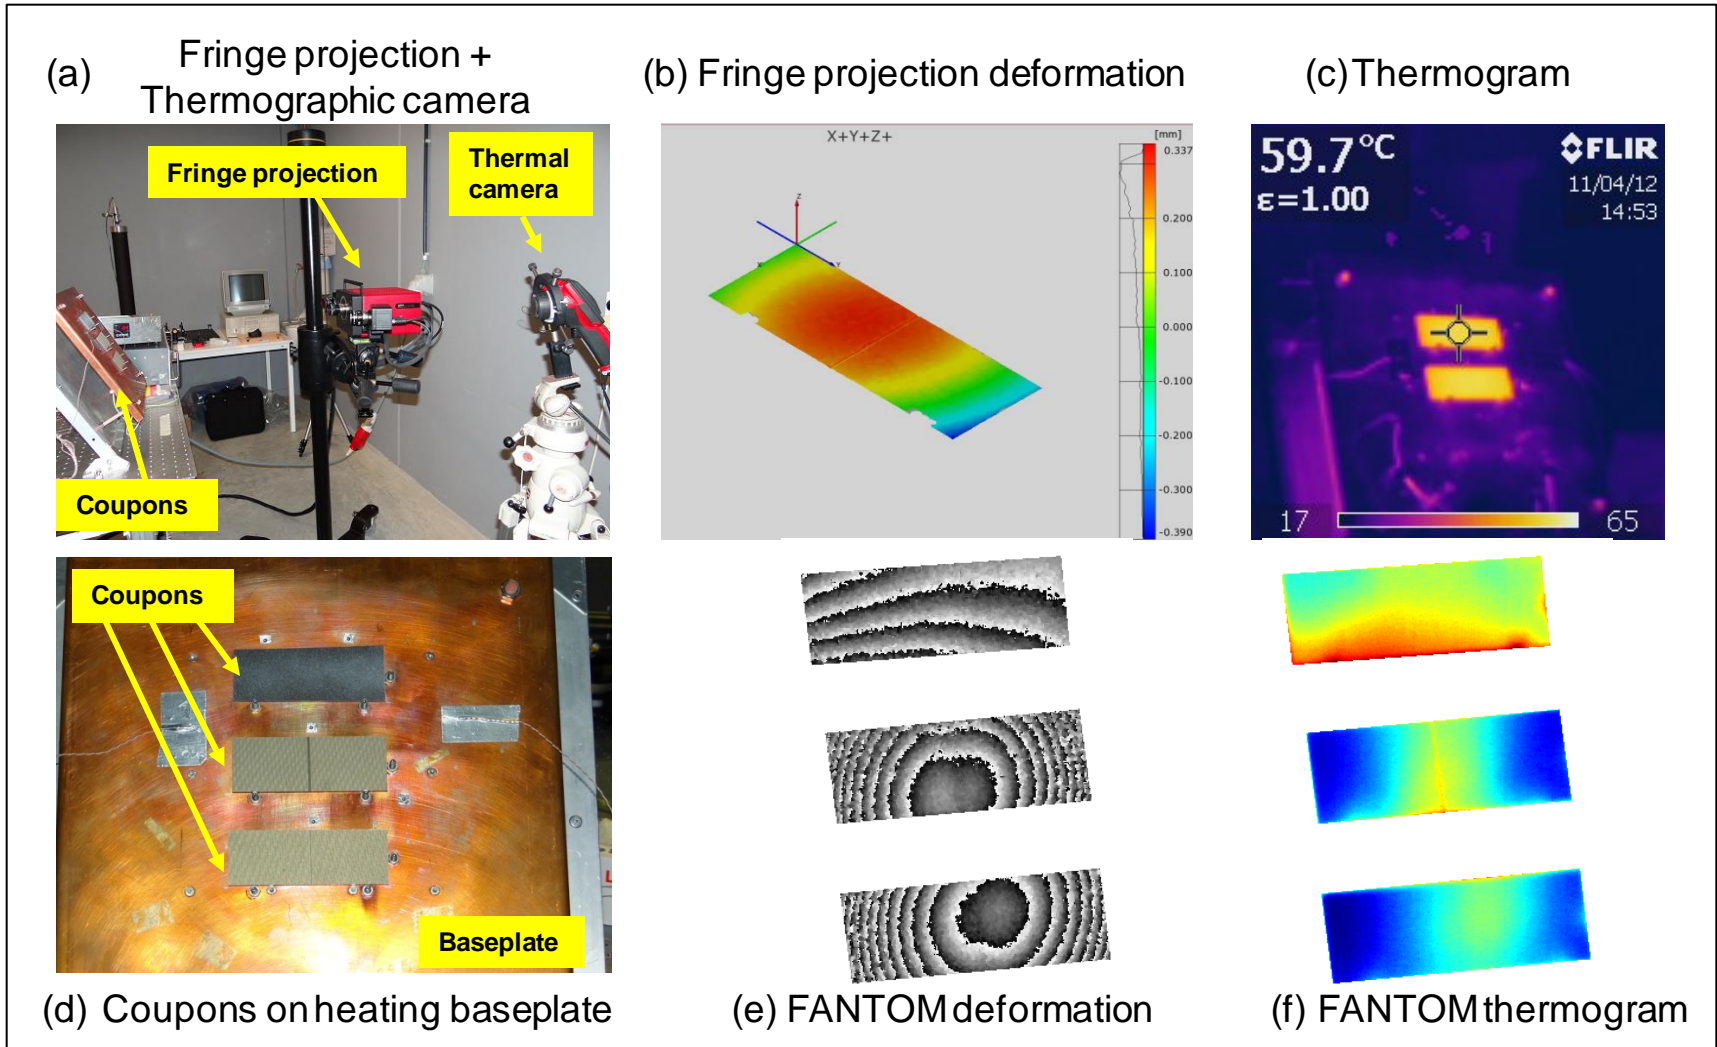 (a)
Fringe projection +
Thermographic camera
(b) Fringe projection deformation
(c) Thermogram
Fringe projection
Thermal
camera
Coupons
X+Y+Z+
[mm]
0.337
0.200
0.100
0.000
-0.100
-0.200
-0.300
-0.390
Z
Y
59.7°C
ε=1.00
FLIR
11/04/12
14:53
17
65
Coupons
Baseplate
(d) Coupons on heating baseplate
(e) FANTOM deformation
(f) FANTOM thermogram